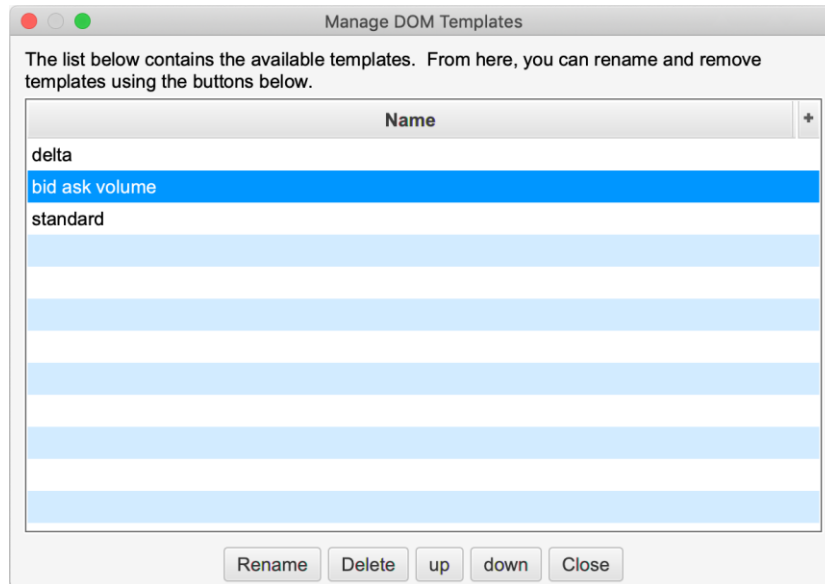 Manage DOM Templates
The list below contains the available templates.  From here, you can rename and remove
templates using the buttons below.
Name +
delta
bid ask volume
standard
Rename Delete up down Close